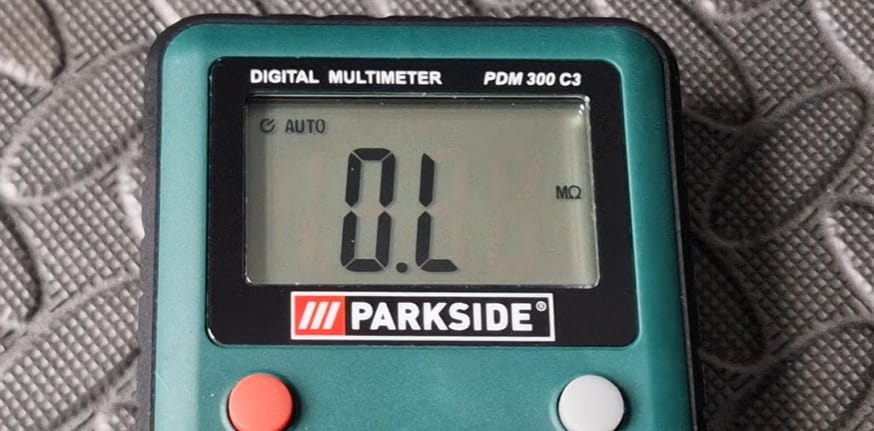 DIGITAL MULTIMETER PDM 300 C3
AUTO
0.L
MΩ
PARKSIDE®